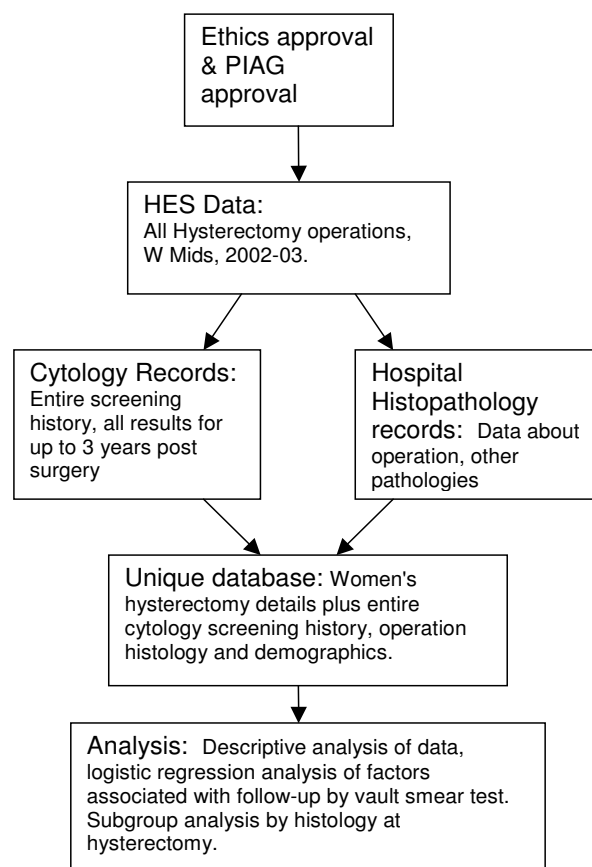 Ethics approval
& PIAG
approval
HES Data:
All Hysterectomy operations,
W Mids, 2002-03.
Cytology Records:
Entire screening
history, all results for
up to 3 years post
surgery
Hospital
Histopathology
records: Data about
operation, other
pathologies
Unique database: Women's
hysterectomy details plus entire
cytology screening history, operation
histology and demographics.
Analysis: Descriptive analysis of data,
logistic regression analysis of factors
associated with follow-up by vault smear test.
Subgroup analysis by histology at
hysterectomy.